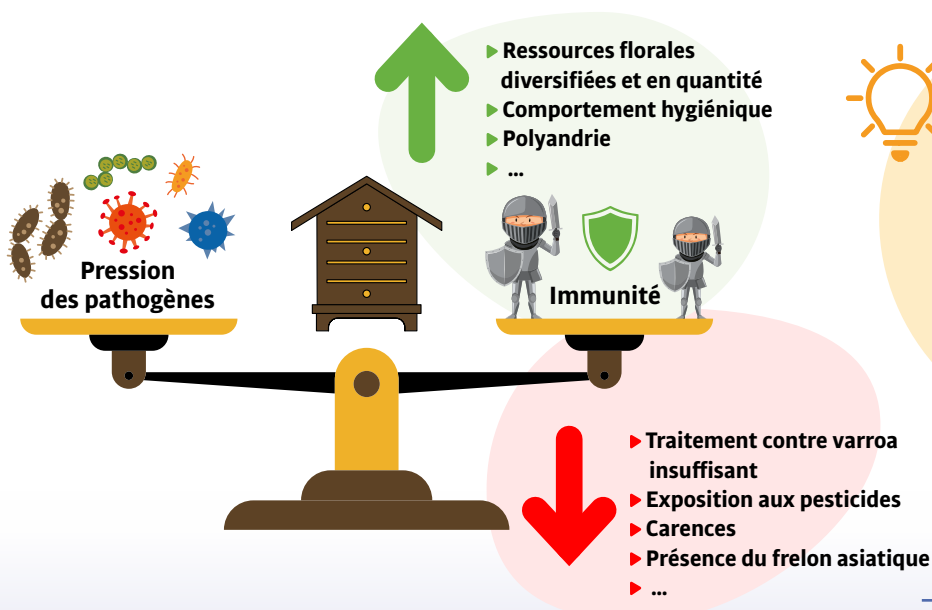 ▶ Ressources florales
diversifiées et en quantité
▶ Comportement hygiénique
▶ Polyandrie
▶ ...
Pression
des pathogènes
Immunité
▶ Traitement contre varroa
insuffisant
▶ Exposition aux pesticides
▶ Carences
▶ Présence du frelon asiatique
▶ ...